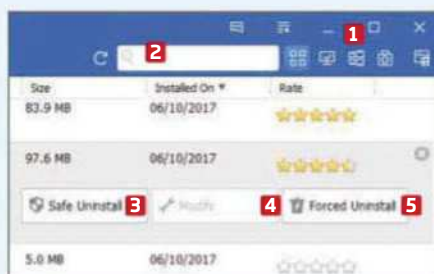 1
2
Size Installed On Rate
83.9 MB 06/10/2017
97.6 MB 06/10/2017
Safe Uninstall 3 Modify 4 Forced Uninstall 5
5.0 MB 06/10/2017